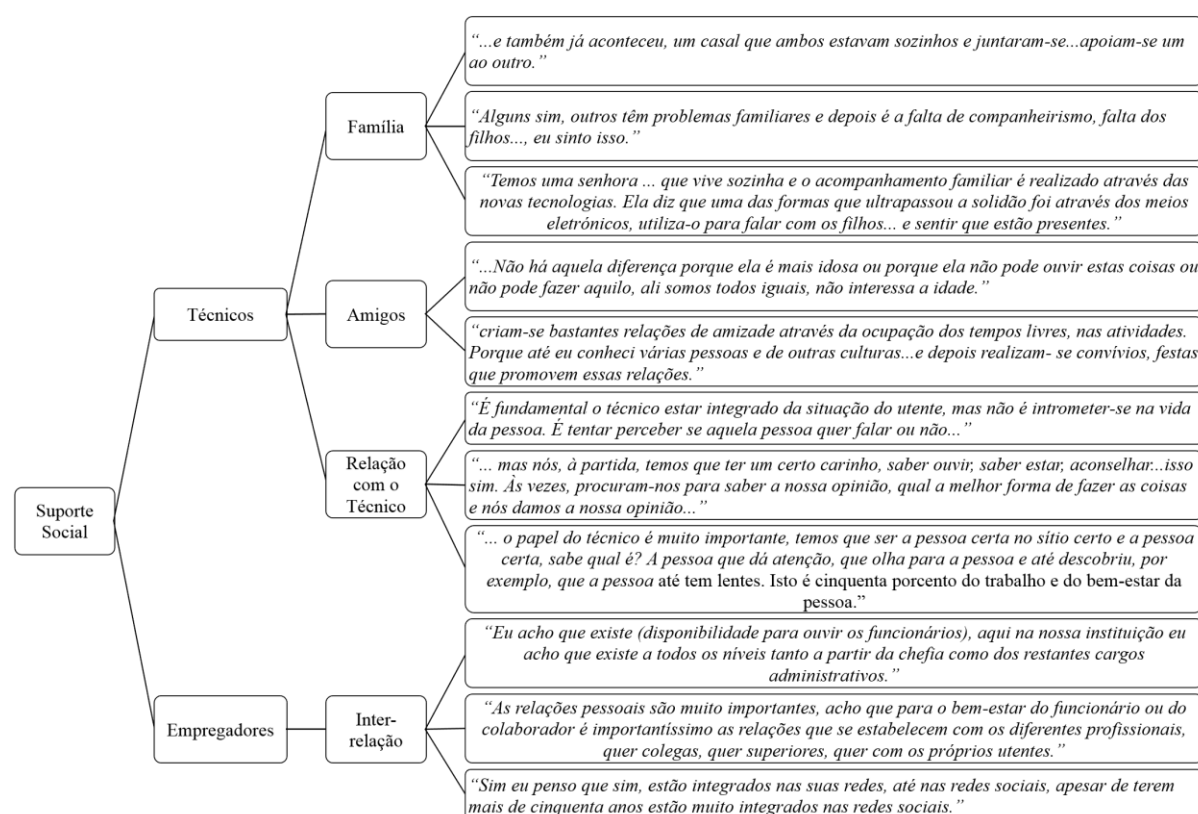 “...e também já aconteceu, um casal que ambos estavam sozinhos e juntaram-se...apoiam-se um
ao outro.”
Família
“Alguns sim, outros têm problemas familiares e depois é a falta de companheirismo, falta dos
filhos..., eu sinto isso.”
“Temos uma senhora ... que vive sozinha e o acompanhamento familiar é realizado através das
novas tecnologias. Ela diz que uma das formas que ultrapassou a solidão foi através dos meios
eletrónicos, utiliza-o para falar com os filhos... e sentir que estão presentes.”
Técnicos
Amigos
“...Não há aquela diferença porque ela é mais idosa ou porque ela não pode ouvir estas coisas ou
não pode fazer aquilo, ali somos todos iguais, não interessa a idade.”
“criam-se bastantes relações de amizade através da ocupação dos tempos livres, nas atividades.
Porque até eu conheci várias pessoas e de outras culturas...e depois realizam- se convívios, festas
que promovem essas relações.”
“É fundamental o técnico estar integrado da situação do utente, mas não é intrometer-se na vida
da pessoa. É tentar perceber se aquela pessoa quer falar ou não...”
Relação
com o
Técnico
“... mas nós, à partida, temos que ter um certo carinho, saber ouvir, saber estar, aconselhar...isso
sim. Às vezes, procuram-nos para saber a nossa opinião, qual a melhor forma de fazer as coisas
e nós damos a nossa opinião...”
Suporte
Social
“... o papel do técnico é muito importante, temos que ser a pessoa certa no sítio certo e a pessoa
certa, sabe qual é? A pessoa que dá atenção, que olha para a pessoa e até descobriu, por
exemplo, que a pessoa até tem lentes. Isto é cinquenta porcento do trabalho e do bem-estar da
pessoa.”
“Eu acho que existe (disponibilidade para ouvir os funcionários), aqui na nossa instituição eu
acho que existe a todos os níveis tanto a partir da chefia como dos restantes cargos
administrativos.”
Empregadores
Inter-
relação
“As relações pessoais são muito importantes, acho que para o bem-estar do funcionário ou do
colaborador é importantíssimo as relações que se estabelecem com os diferentes profissionais,
quer colegas, quer superiores, quer com os próprios utentes.”
“Sim eu penso que sim, estão integrados nas suas redes, até nas redes sociais, apesar de terem
mais de cinquenta anos estão muito integrados nas redes sociais.”